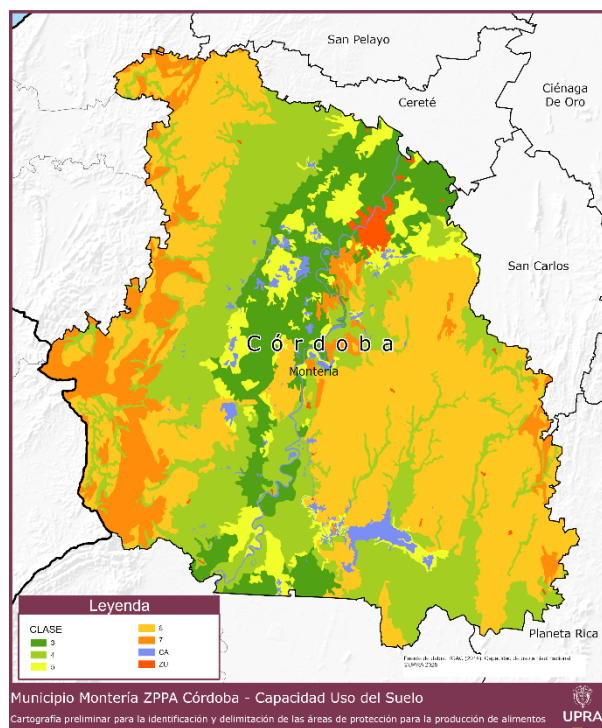 San Pelayo
Cereté
Ciénaga
De Oro
San Carlos
Córdoba
Montería
Planeta Rica
Leyenda
CLASE
3
4
5
6
7
CA
ZU
Municipio Montería ZPPA Córdoba - Capacidad Uso del Suelo
Cartografía preliminar para la identificación y delimitación de las áreas de protección para la producción de alimentos
UPRA